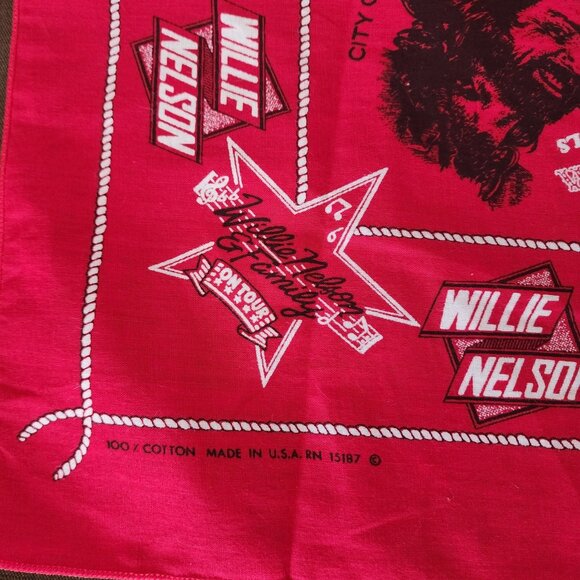 WILLIE
NELSON
CITY O
Willie Nelson
& Family
ON TOUR
WILLIE
NELSON
100% COTTON MADE IN U.S.A. RN 15187 ©